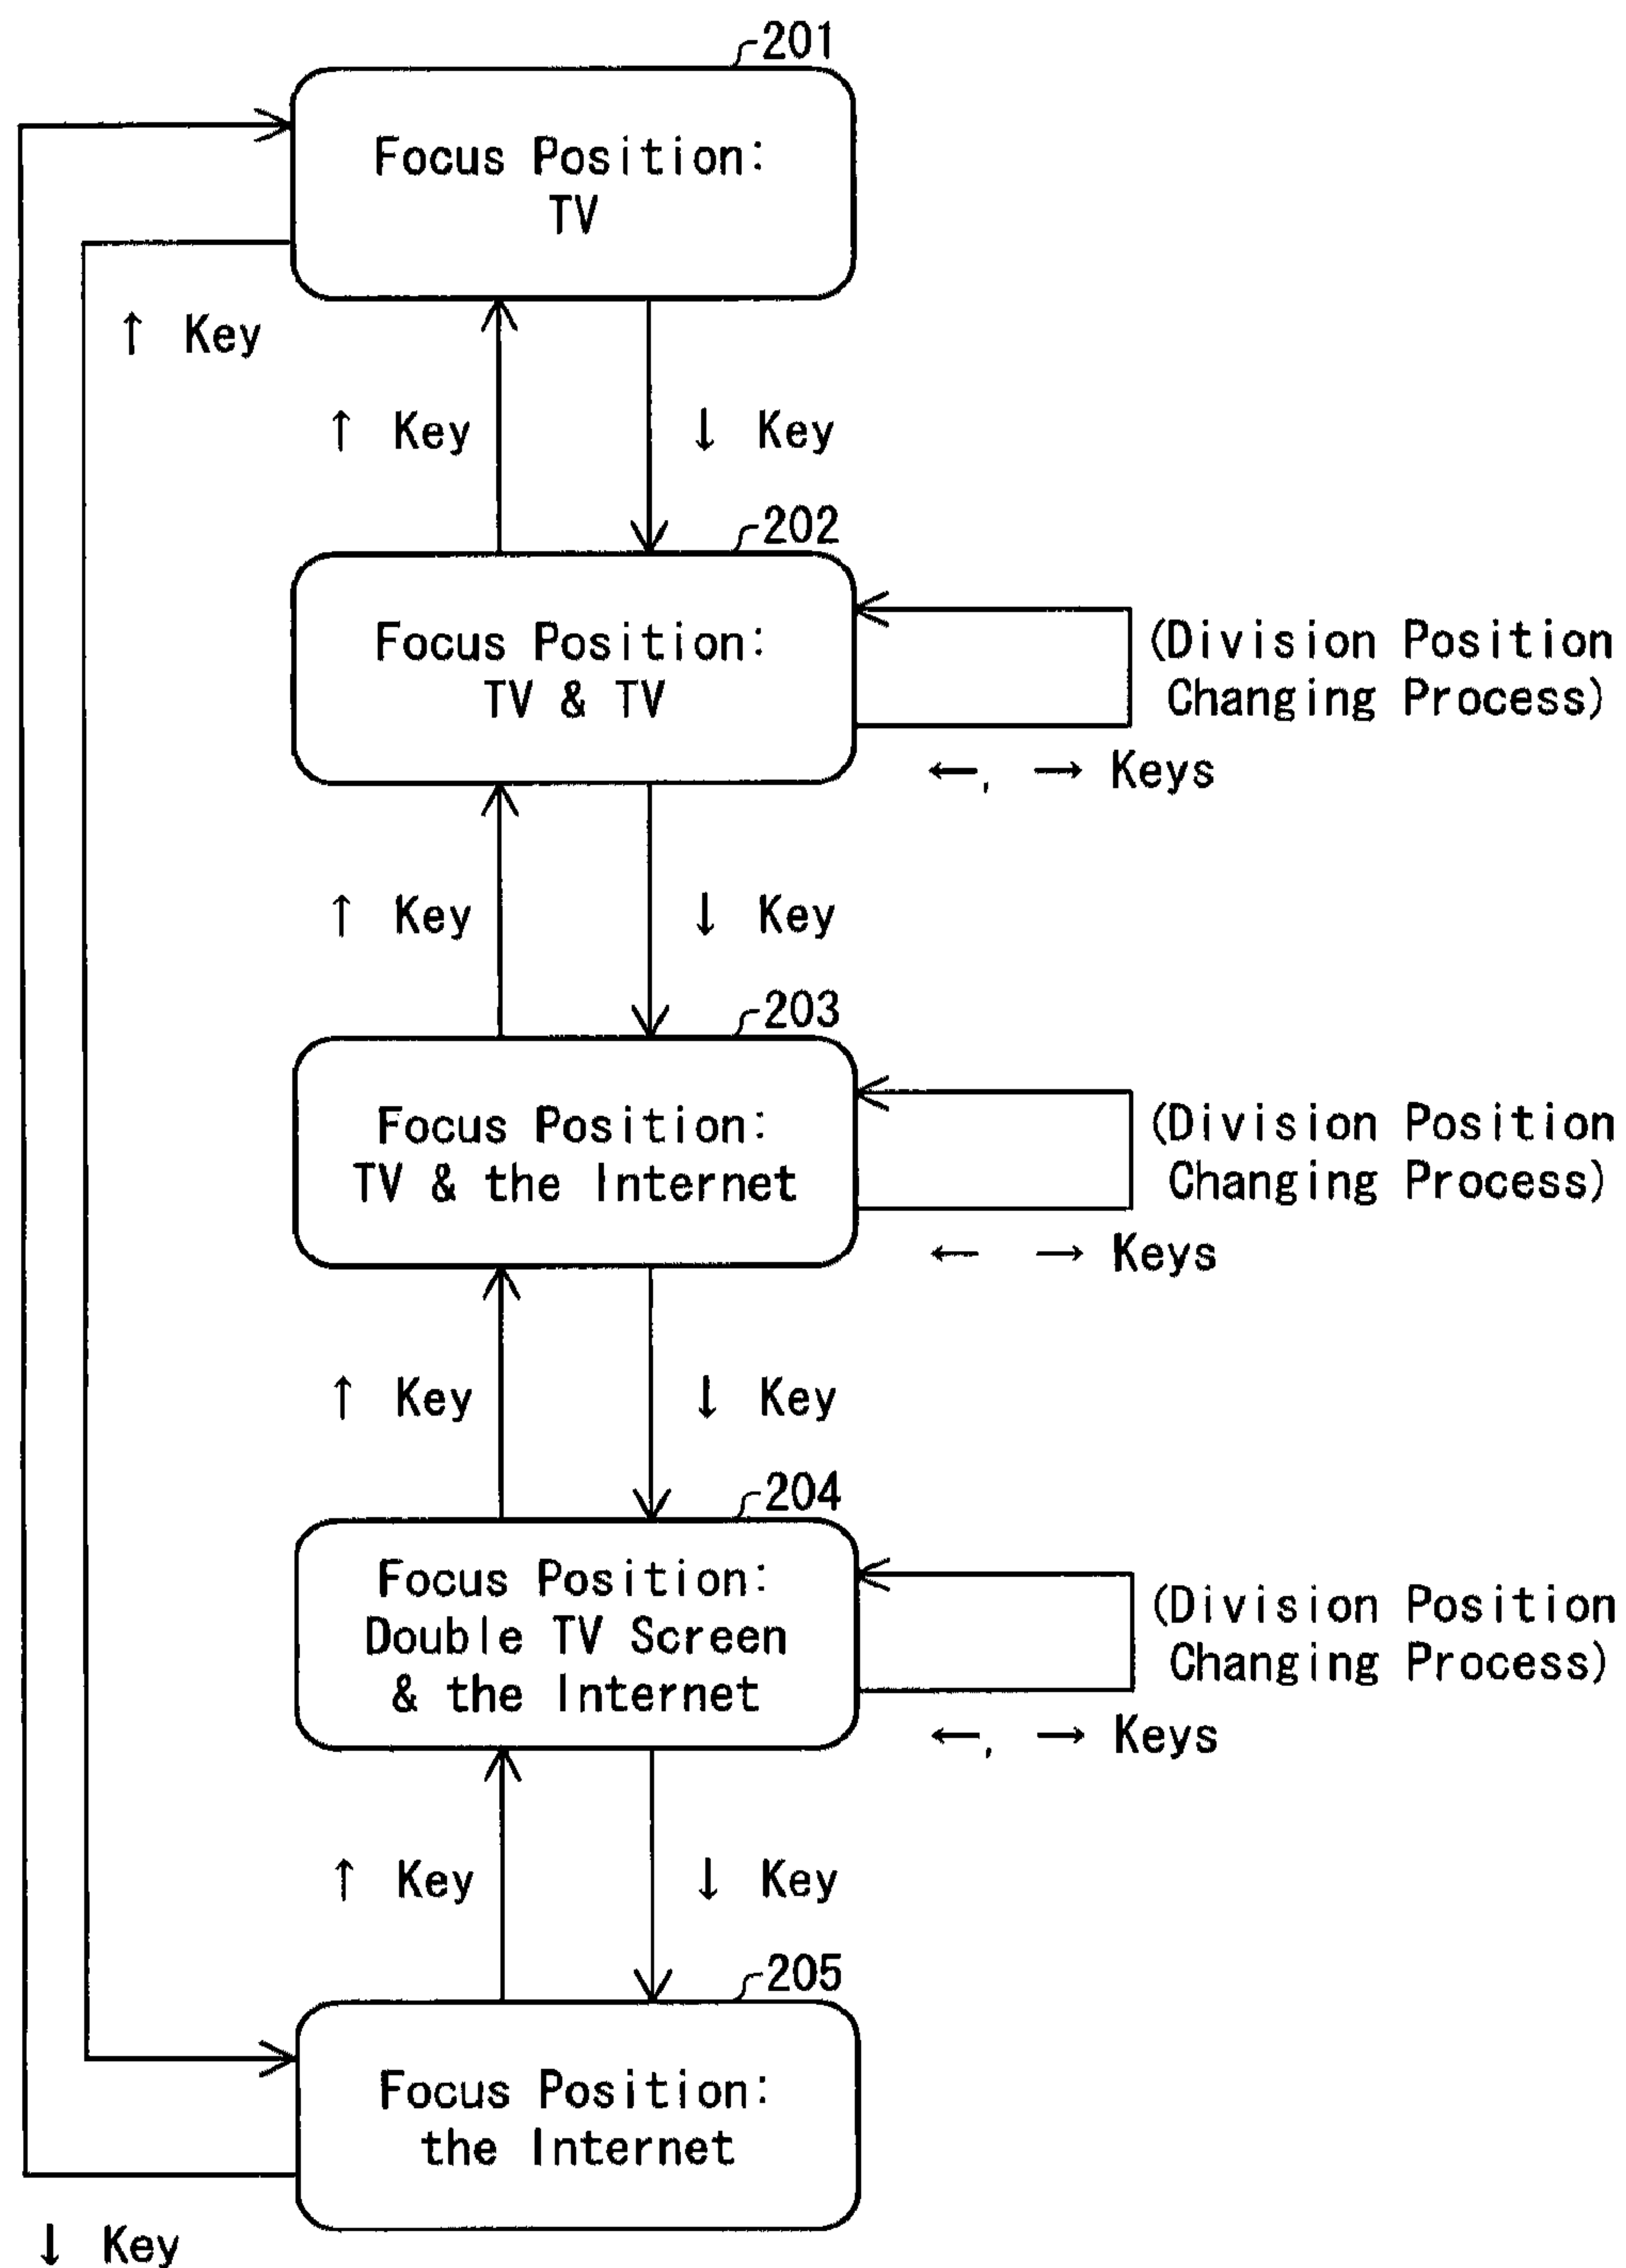 201
Focus Position:
TV
↑ Key
↑ Key
↓ Key
202
Focus Position:
TV & TV
(Division Position
Changing Process)
←, → Keys
↑ Key
↓ Key
203
Focus Position:
TV & the Internet
(Division Position
Changing Process)
← → Keys
↑ Key
↓ Key
204
Focus Position:
Double TV Screen
& the Internet
(Division Position
Changing Process)
←, → Keys
↑ Key
↓ Key
205
Focus Position:
the Internet
↓ Key